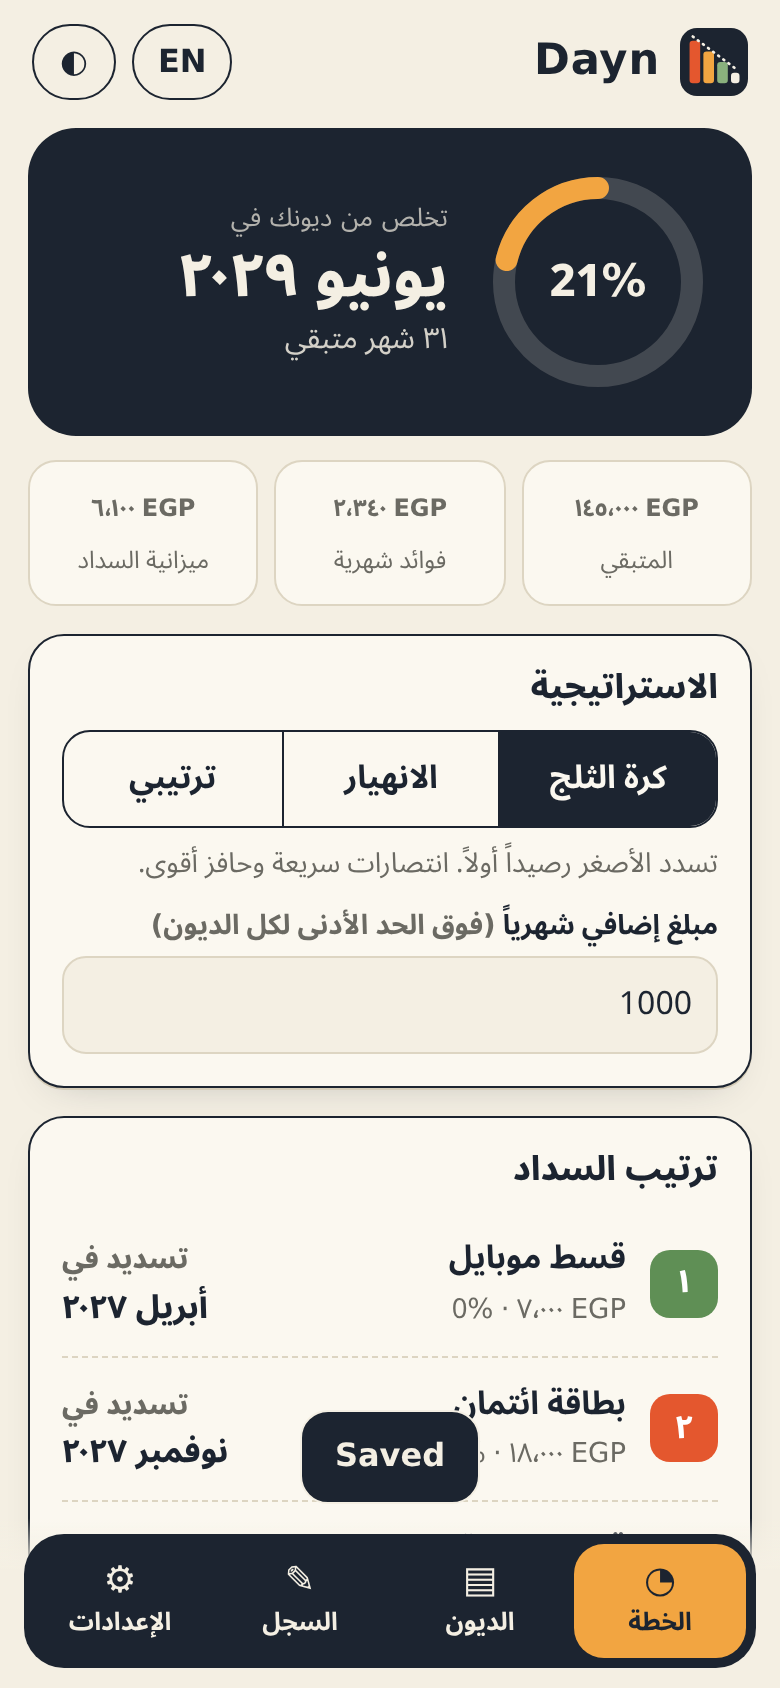 Dayn
EN
تخلص من ديونك في
يونيو ٢٠٢٩
٣١ شهر متبقي
21%
١٤٥،٠٠٠ EGP
المتبقي
٢،٣٤٠ EGP
فوائد شهرية
٦،١٠٠ EGP
ميزانية السداد
الاستراتيجية
كرة الثلج
الانهيار
ترتيبي
تسدد الأصغر رصيداً أولاً. انتصارات سريعة وحافز أقوى.
مبلغ إضافي شهرياً (فوق الحد الأدنى لكل الديون)
1000
ترتيب السداد
١
قسط موبايل
0% · ٧،٠٠٠ EGP
تسديد في
أبريل ٢٠٢٧
٢
بطاقة ائتمان
· ١٨،٠٠٠ EGP
تسديد في
نوفمبر ٢٠٢٧
Saved
الخطة
الديون
السجل
الإعدادات